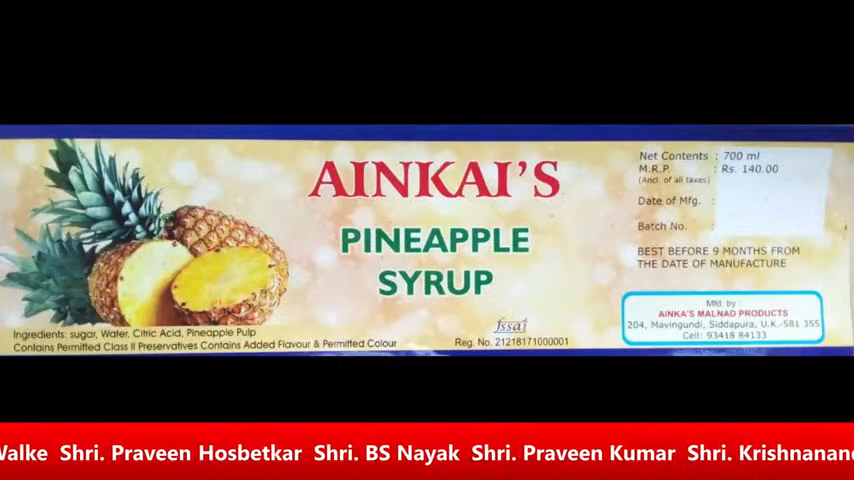 AINKAI'S
PINEAPPLE
SYRUP
Ingredients: sugar, Water, Citric Acid, Pineapple Pulp
Contains Permitted Class II Preservatives Contains Added Flavour & Permitted Colour
fssai
Reg. No. 21218171000001
Net Contents : 700 ml
M.R.P. : Rs. 140.00
(Ancl. of all taxes)
Date of Mfg. :
Batch No. :
BEST BEFORE 9 MONTHS FROM
THE DATE OF MANUFACTURE
Mfd. by :
AINKA'S MALNAD PRODUCTS
204, Mavingundi, Siddapura, U.K.-581 355
Cell: 93418 84133
Walke Shri. Praveen Hosbetkar Shri. BS Nayak Shri. Praveen Kumar Shri. Krishnanand